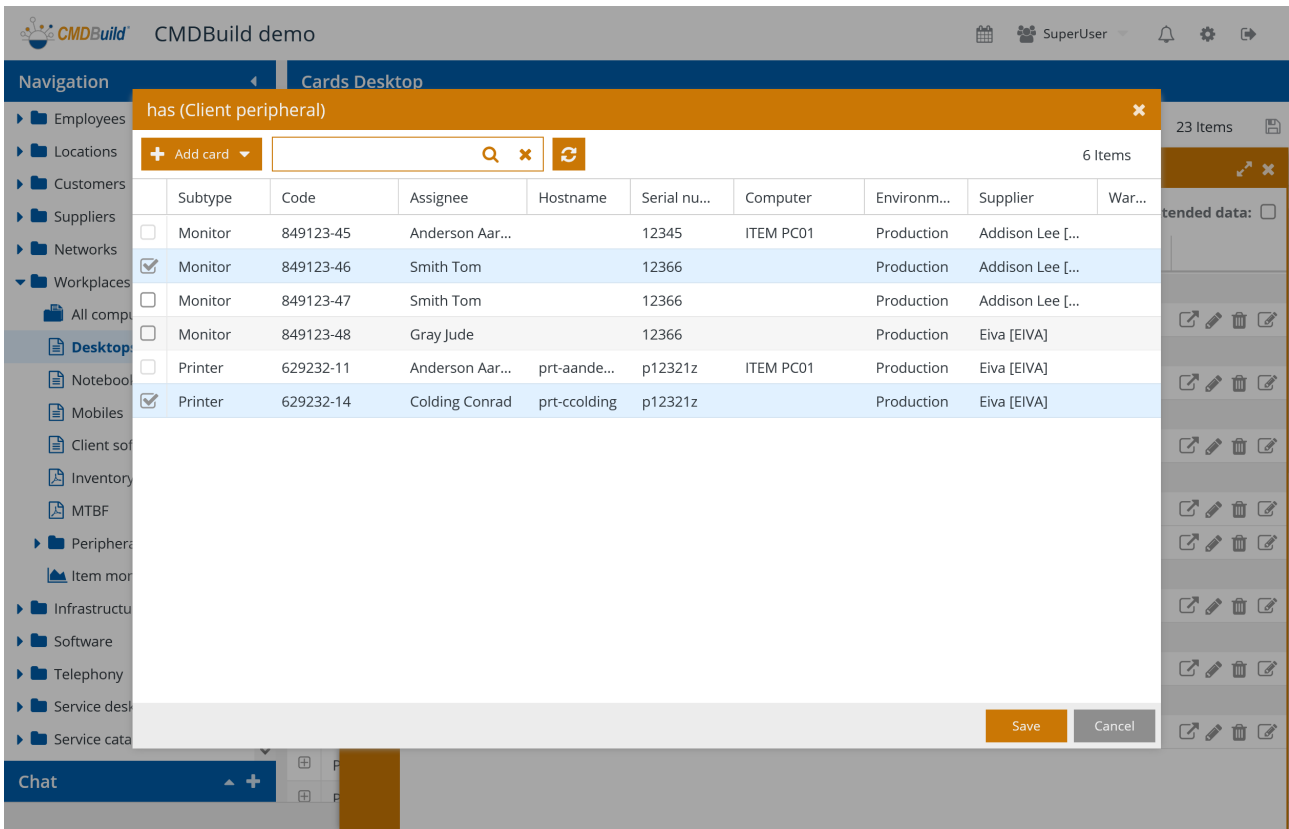 CMDBuild CMDBuild demo SuperUser
Navigation Cards Desktop
has (Client peripheral)
Employees
Locations
Customers
Suppliers
Networks
Workplaces
All compu
Desktops
Notebool
Mobiles
Client sof
Inventory
MTBF
Periphera
Item mor
Infrastructu
Software
Telephony
Service desk
Service cata
Chat
Add card 6 Items
Subtype Code Assignee Hostname Serial nu... Computer Environm... Supplier War...
Monitor 849123-45 Anderson Aar... 12345 ITEM PC01 Production Addison Lee [...
Monitor 849123-46 Smith Tom 12366 Production Addison Lee [...
Monitor 849123-47 Smith Tom 12366 Production Addison Lee [...
Monitor 849123-48 Gray Jude 12366 Production Eiva [EIVA]
Printer 629232-11 Anderson Aar... prt-aande... p12321z ITEM PC01 Production Eiva [EIVA]
Printer 629232-14 Colding Conrad prt-ccolding p12321z Production Eiva [EIVA]
Save Cancel
23 Items
tended data: